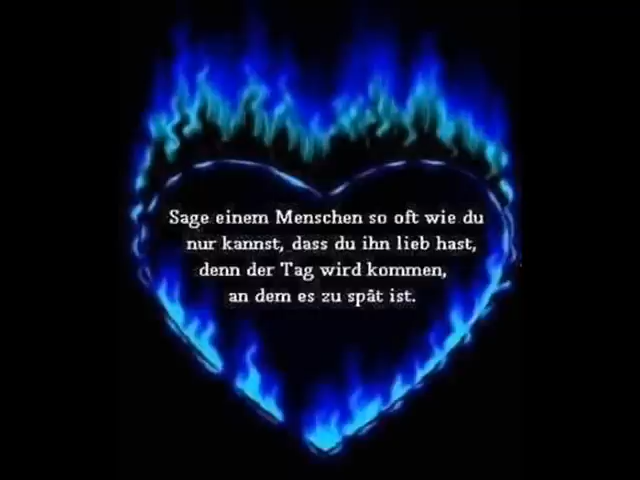 Sage einem Menschen so oft wie du
nur kannst, dass du ihn lieb hast,
denn der Tag wird kommen,
an dem es zu spät ist.